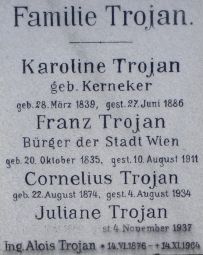 Familie Trojan.
Karoline Trojan
geb. Kerneker
geb. 28. März 1839, gest. 27. Juni 1886
Franz Trojan
Bürger der Stadt Wien
geb. 20. Oktober 1835, gest. 10. August 1911
Cornelius Trojan
geb. 22. August 1874, gest. 4. August 1934
Juliane Trojan
st 4. November 1937
Ing. Alois Trojan * 14.VI.1876 – + 14.XI.1964